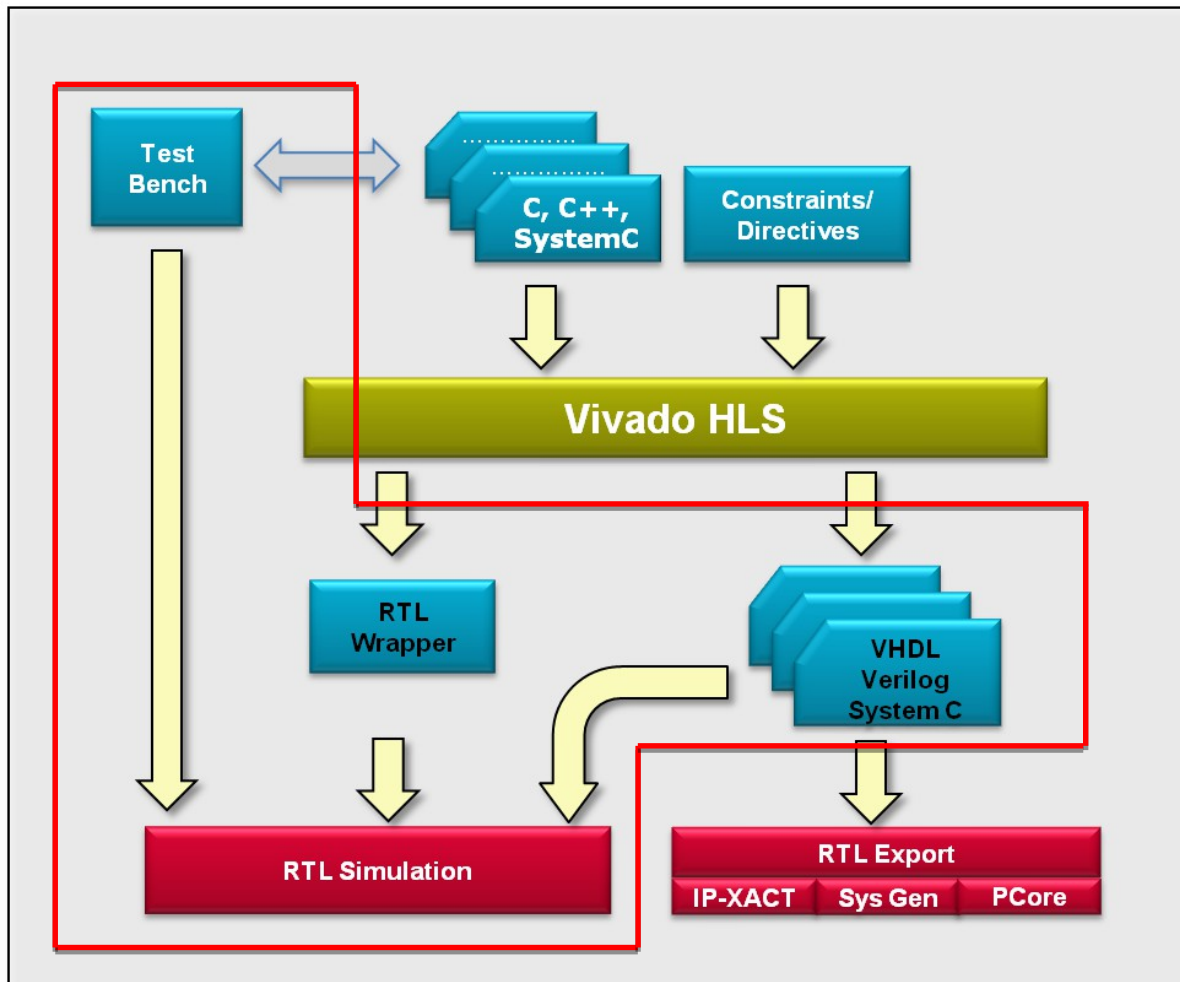 Test
Bench
...............
...............
C, C++,
SystemC
Constraints/
Directives
Vivado HLS
RTL
Wrapper
VHDL
Verilog
System C
RTL Simulation
RTL Export
IP-XACT
Sys Gen
PCore